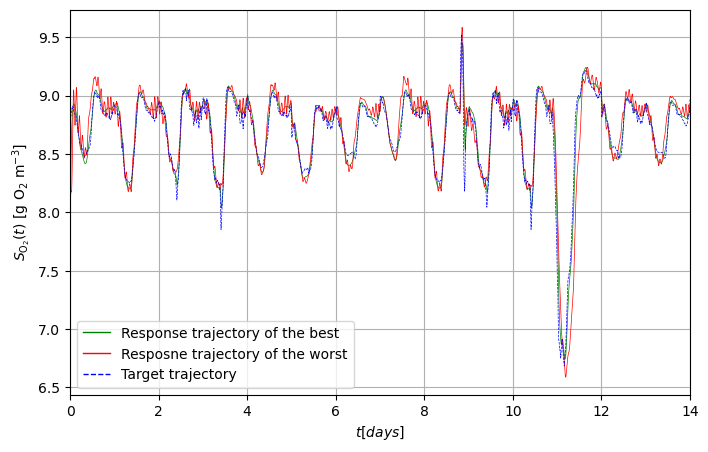 9.5
9.0
8.5
8.0
7.5
7.0
6.5
S_{O_2}(t) [g O_2 m^{-3}]
Response trajectory of the best
Resposne trajectory of the worst
Target trajectory
0 2 4 6 8 10 12 14
t[days]